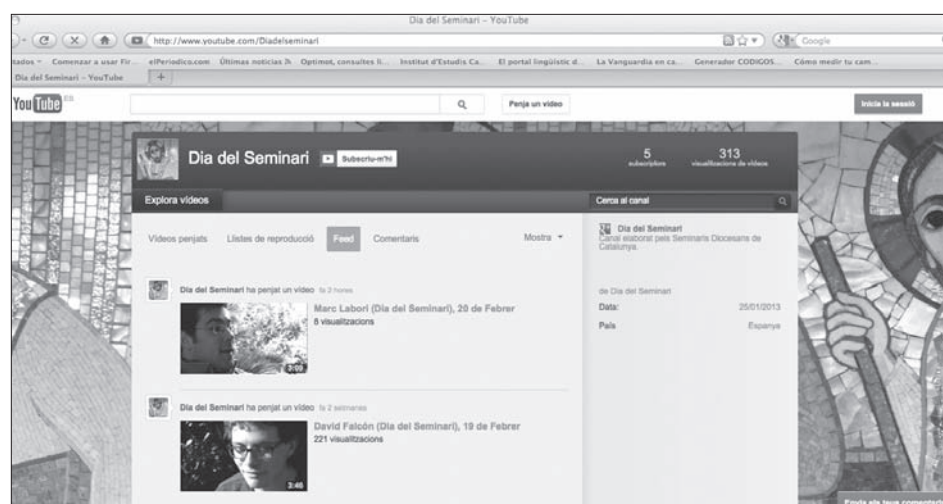 Dia del Seminari – YouTube
http://www.youtube.com/Diadelseminari
Google
tados Comenzar a usar Fir... elPeriodico.com Últimas noticias Optimot, consultes li... Institut d'Estudis Ca... El portal lingüístic d... La Vanguardia en ca... Generador CODIGOS... Cómo medir tu cam...
Dia del Seminari – YouTube
YouTube ES
Penja un vídeo
Inicia la sessió
Dia del Seminari
Subscriu-m'hi
5
subscriptors
313
visualitzacions de vídeos
Explora vídeos
Cerca al canal
Vídeos penjats Llistes de reproducció Feed Comentaris Mostra
Dia del Seminari
Canal elaborat pels Seminaris Diocesans de
Catalunya.
de Dia del Seminari
Data: 25/01/2013
País Espanya
Dia del Seminari ha penjat un vídeo fa 2 hores
Marc Labori (Dia del Seminari), 20 de Febrer
8 visualitzacions
3:09
Dia del Seminari ha penjat un vídeo fa 2 setmanes
David Falcón (Dia del Seminari), 19 de Febrer
221 visualitzacions
3:46
Envia els teus comentaris